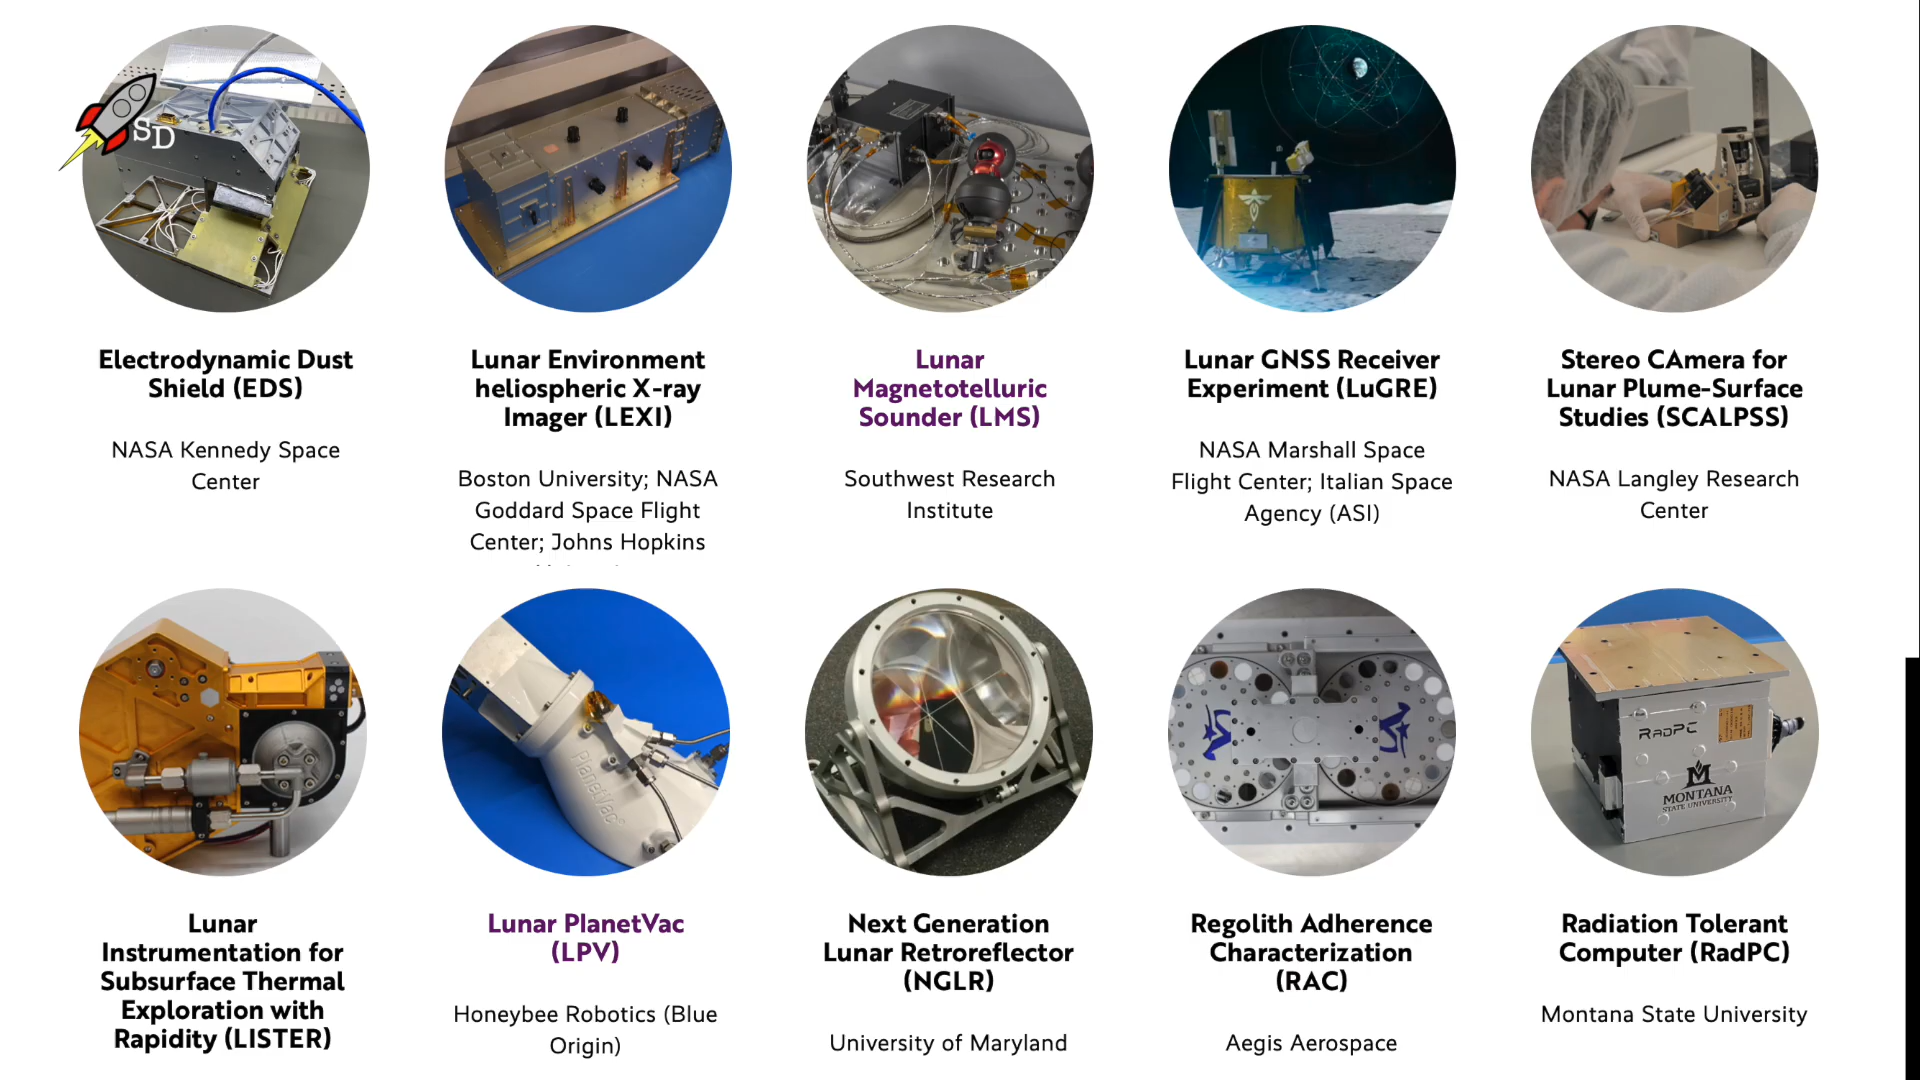 SD
Electrodynamic Dust
Shield (EDS)
NASA Kennedy Space
Center
Lunar Environment
heliospheric X-ray
Imager (LEXI)
Boston University; NASA
Goddard Space Flight
Center; Johns Hopkins
Lunar
Magnetotelluric
Sounder (LMS)
Southwest Research
Institute
Lunar GNSS Receiver
Experiment (LuGRE)
NASA Marshall Space
Flight Center; Italian Space
Agency (ASI)
Stereo CAmera for
Lunar Plume-Surface
Studies (SCALPSS)
NASA Langley Research
Center
Lunar
Instrumentation for
Subsurface Thermal
Exploration with
Rapidity (LISTER)
PlanetVac
Lunar PlanetVac
(LPV)
Honeybee Robotics (Blue
Origin)
Next Generation
Lunar Retroreflector
(NGLR)
University of Maryland
Regolith Adherence
Characterization
(RAC)
Aegis Aerospace
RADPC
M
MONTANA
STATE UNIVERSITY
Radiation Tolerant
Computer (RadPC)
Montana State University